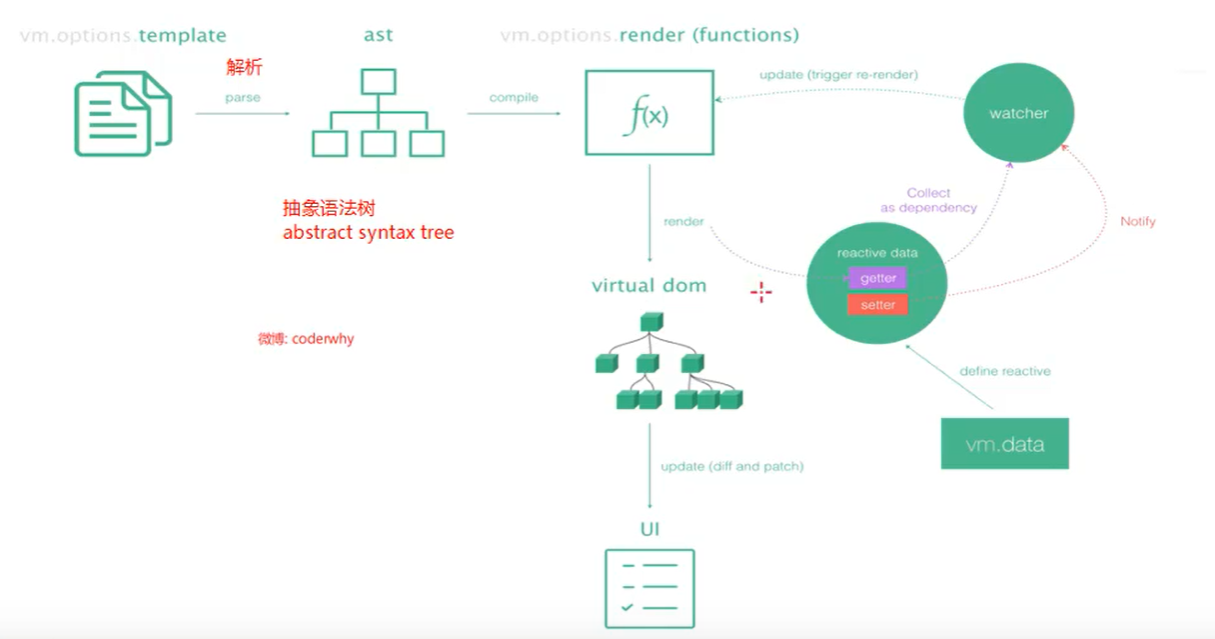 vm.options.template
ast
vm.options.render (functions)
解析
parse
compile
update (trigger re-render)
f(x)
watcher
Collect
as dependency
抽象语法树
abstract syntax tree
render
Notify
reactive data
getter
setter
virtual dom
微博: coderwhy
define reactive
vm.data
update (diff and patch)
UI